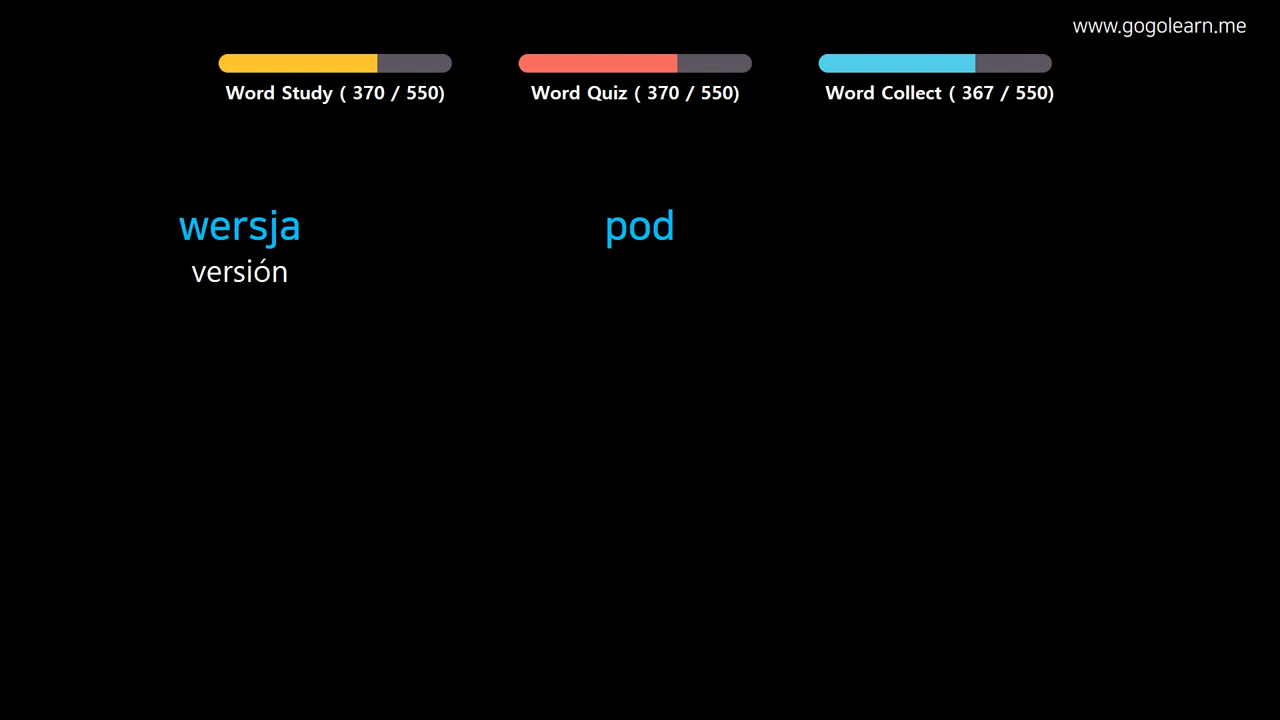 www.gogolearn.me
Word Study ( 370 / 550)
Word Quiz ( 370 / 550)
Word Collect ( 367 / 550)
wersja
versión
pod